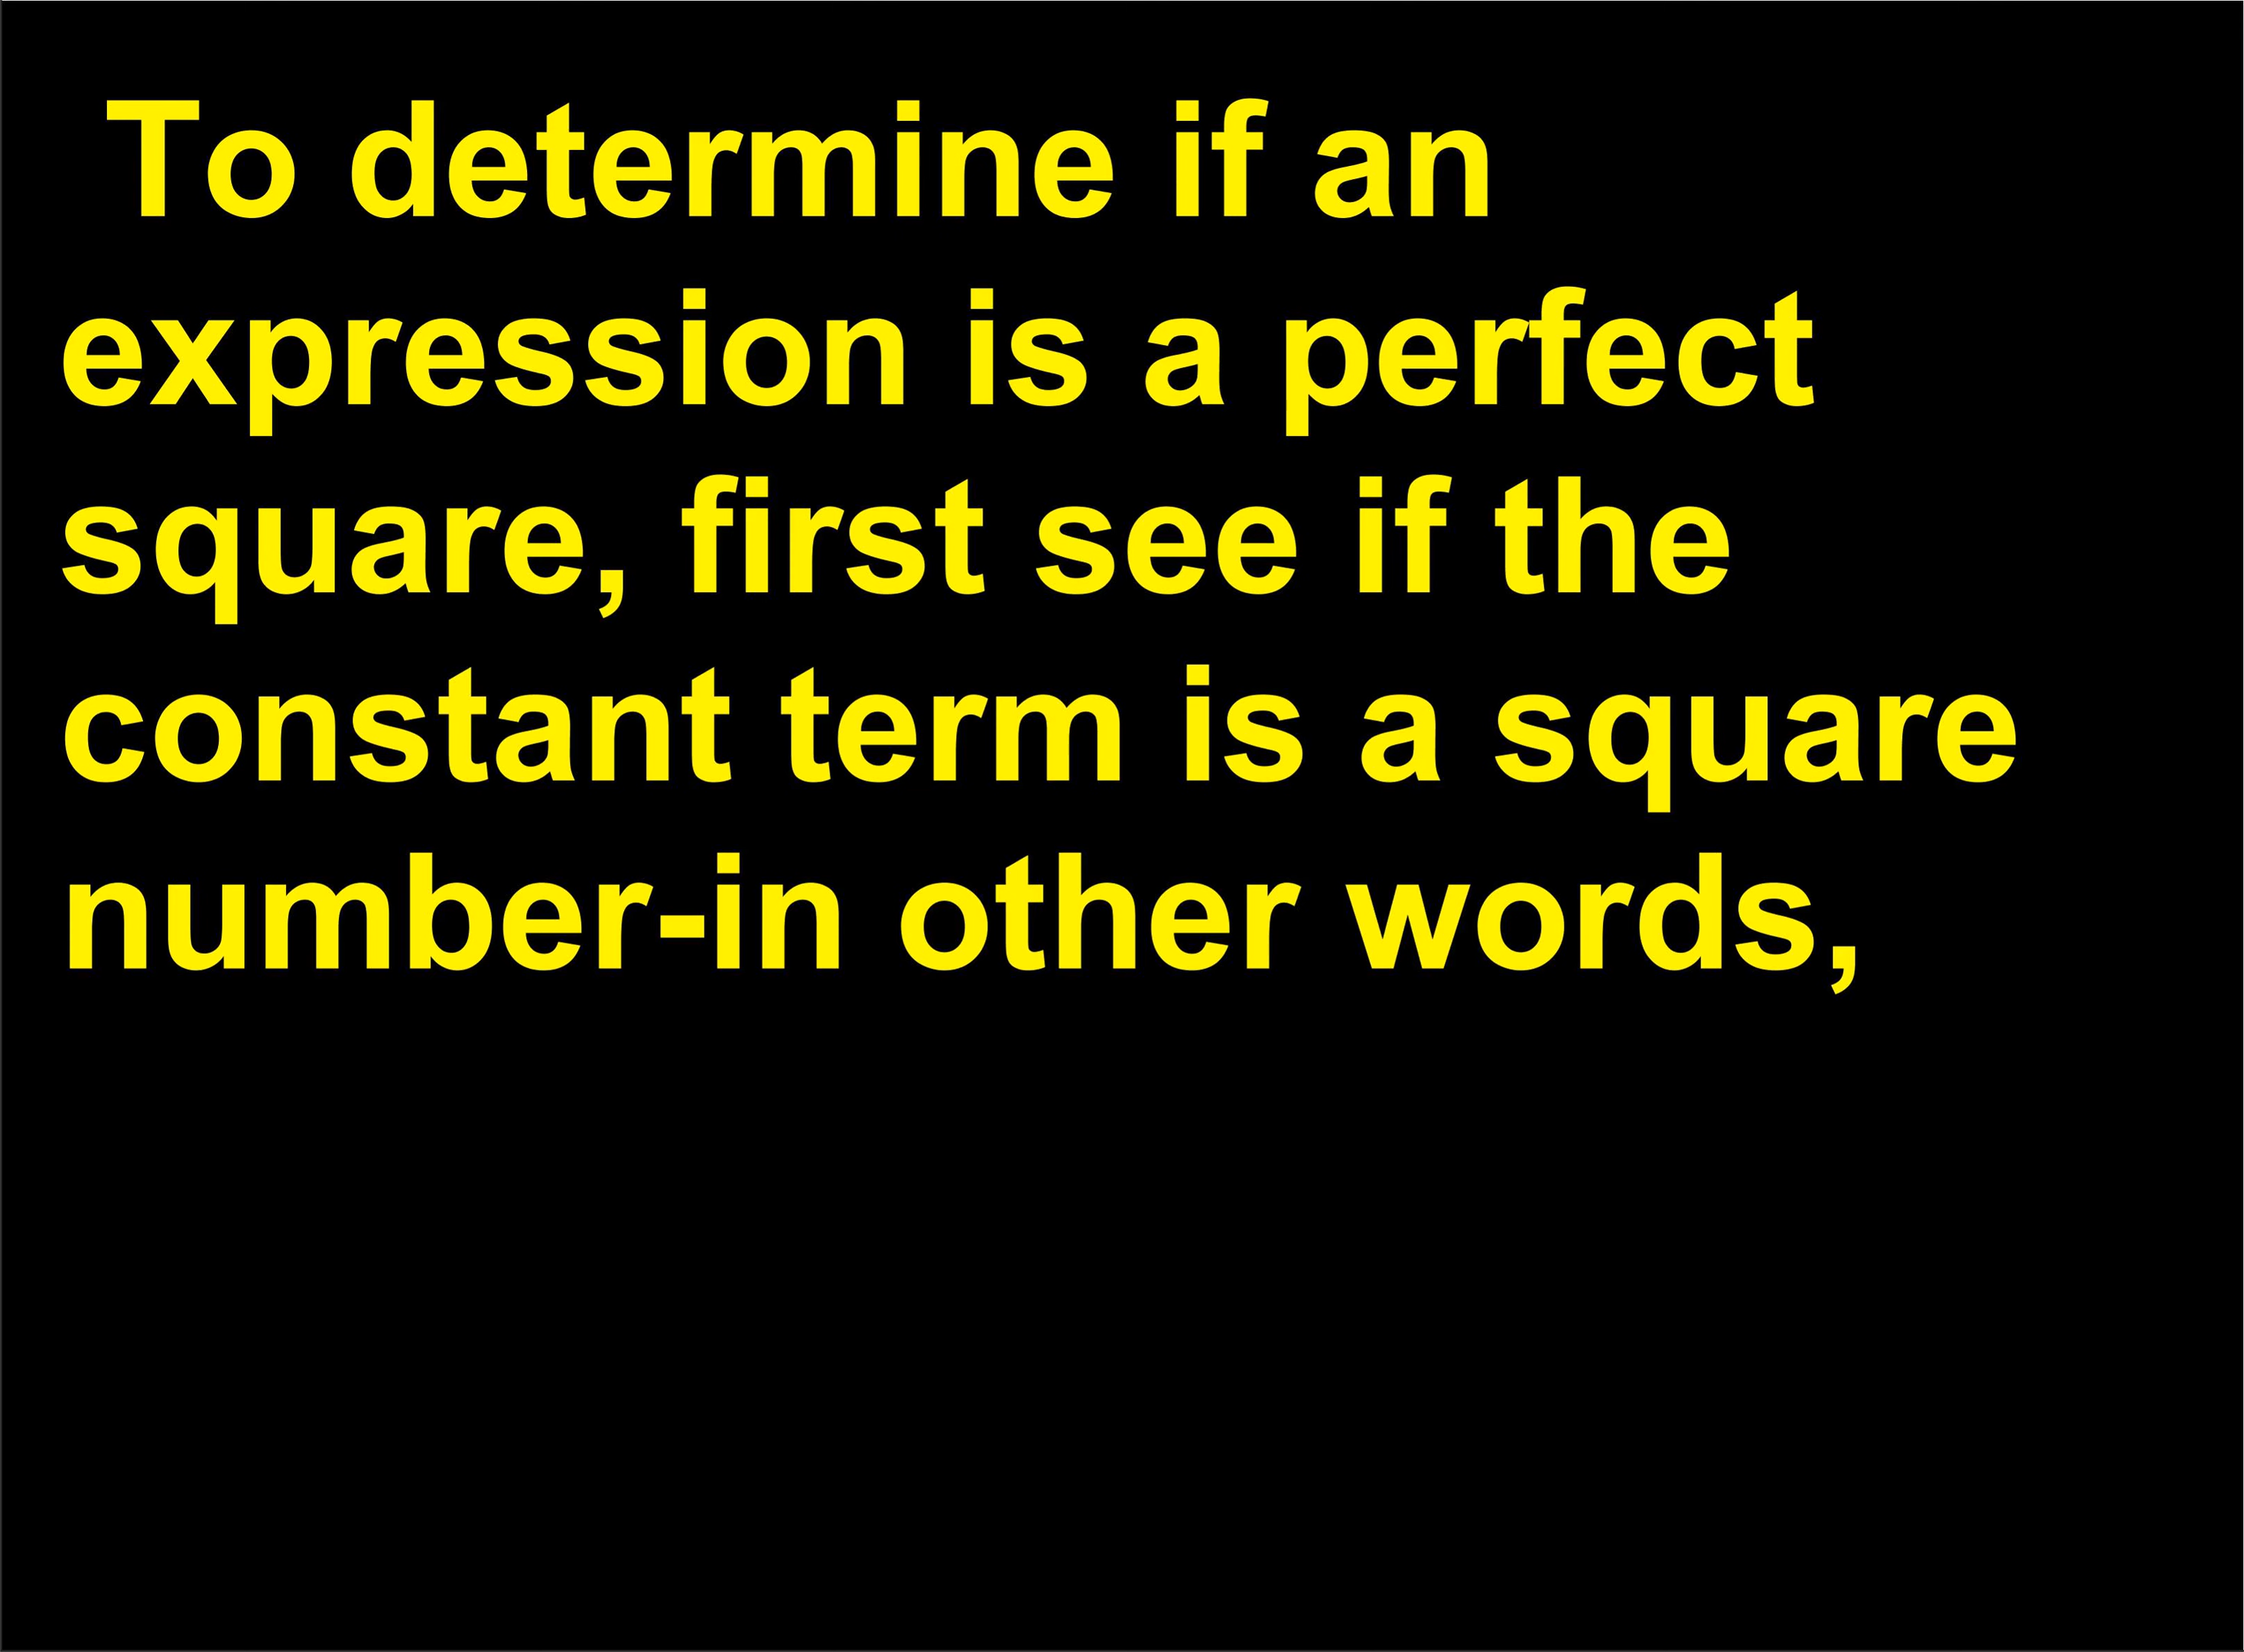 To determine if an
expression is a perfect
square, first see if the
constant term is a square
number-in other words,